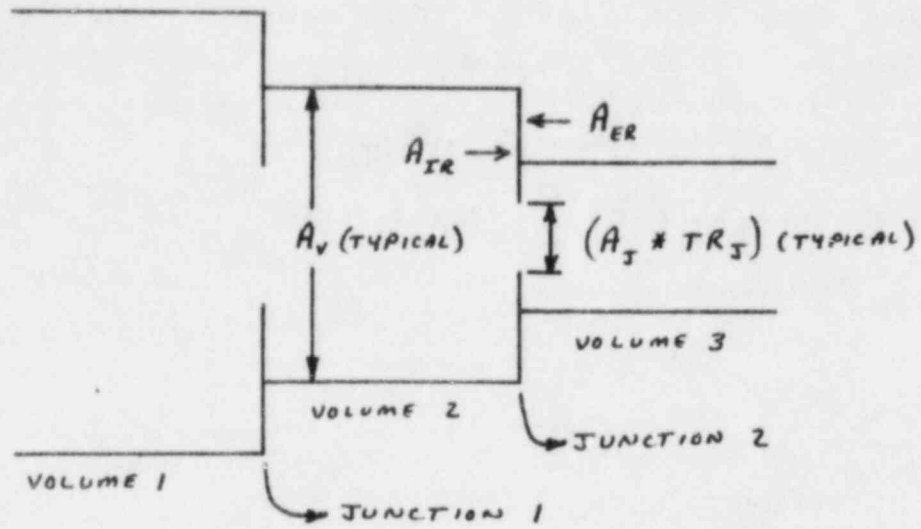 A_ER
A_IR
A_V (TYPICAL)
(A_J * TR_J) (TYPICAL)
VOLUME 3
VOLUME 2
JUNCTION 2
VOLUME 1
JUNCTION 1